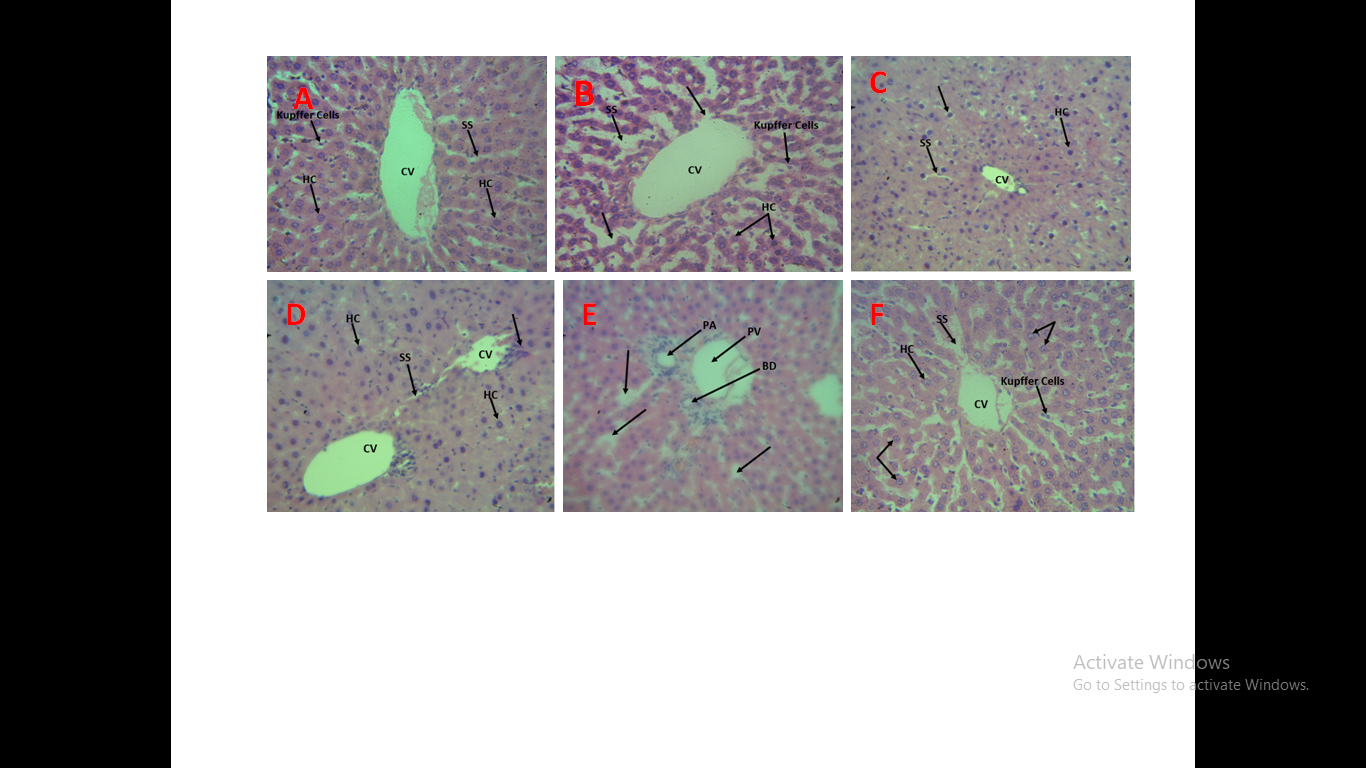 A
Kupffer Cells
SS
CV
HC
HC
B
SS
Kupffer Cells
CV
HC
C
HC
SS
CV
D
HC
SS
CV
HC
CV
E
PA
PV
BD
F
SS
HC
Kupffer Cells
CV
Activate Windows
Go to Settings to activate Windows.